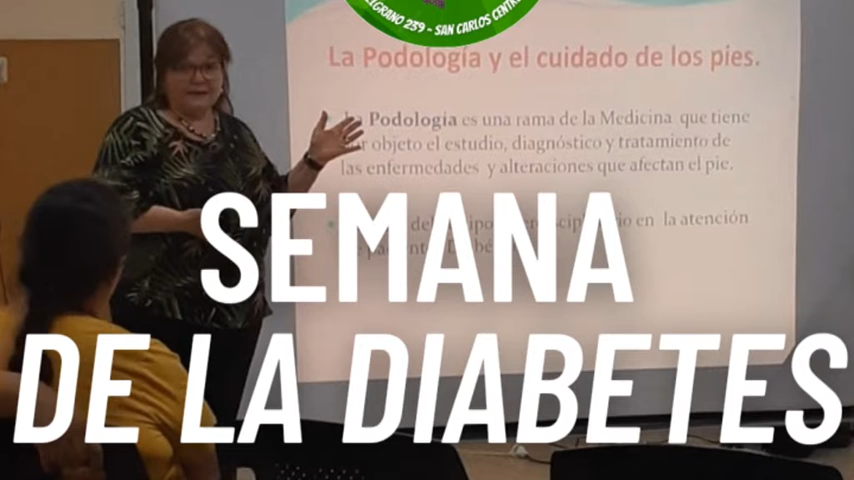 ELGRANO 239 - SAN CARLOS CENTR
La Podología y el cuidado de los pies.
Podología es una rama de la Medicina que tiene
objeto el estudio, diagnóstico y tratamiento de
las enfermedades y alteraciones que afectan el pie.
en la atención
SEMANA
DE LA DIABETES